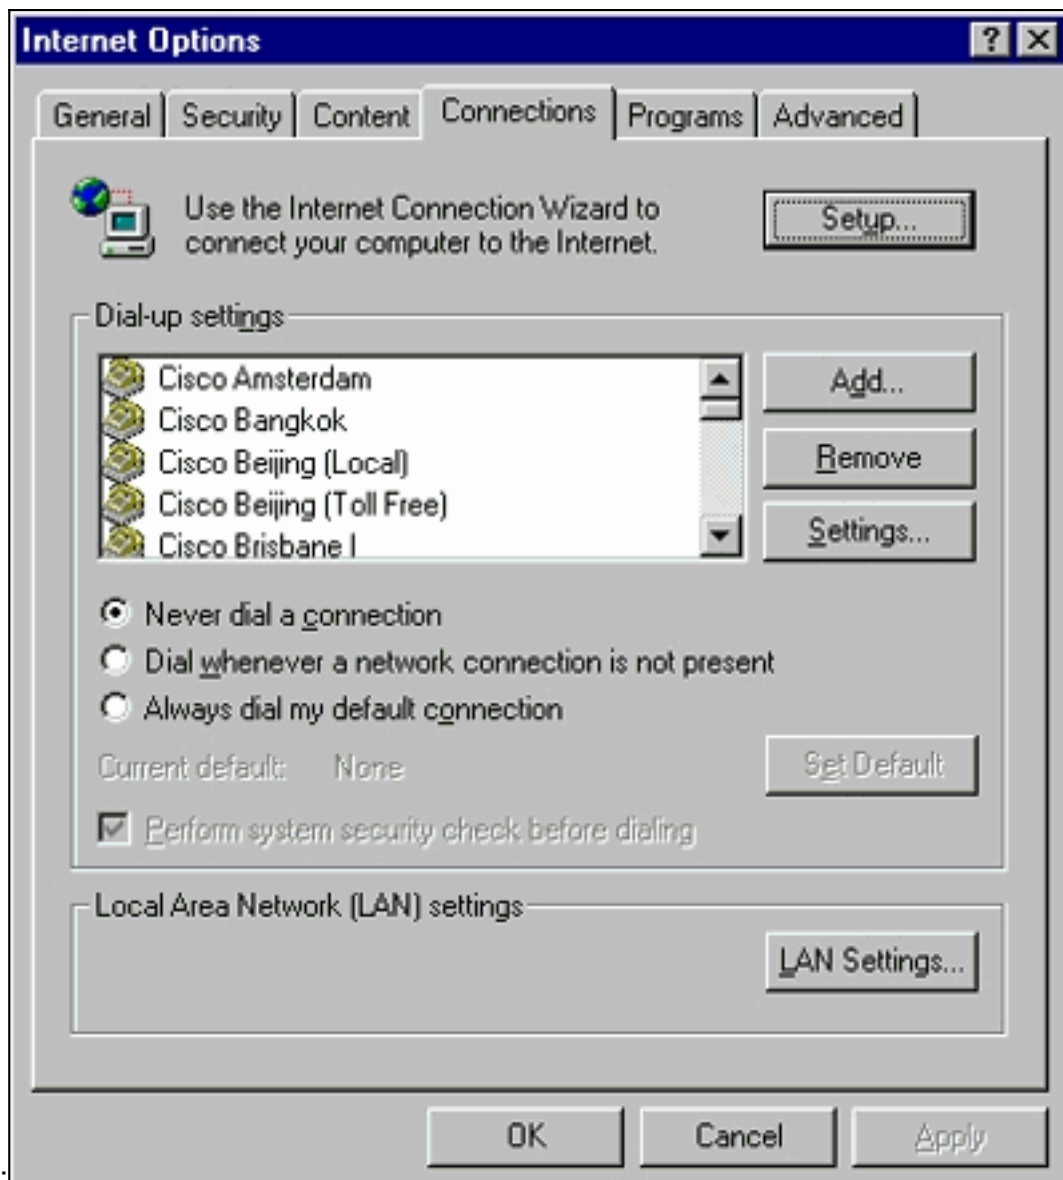 Internet Options
General Security Content Connections Programs Advanced
Use the Internet Connection Wizard to
connect your computer to the Internet.
Setup...
Dial-up settings
Cisco Amsterdam
Cisco Bangkok
Cisco Beijing (Local)
Cisco Beijing (Toll Free)
Cisco Brisbane I
Add...
Remove
Settings...
Never dial a connection
Dial whenever a network connection is not present
Always dial my default connection
Current default: None
Set Default
Perform system security check before dialing
Local Area Network (LAN) settings
LAN Settings...
OK Cancel Apply
.